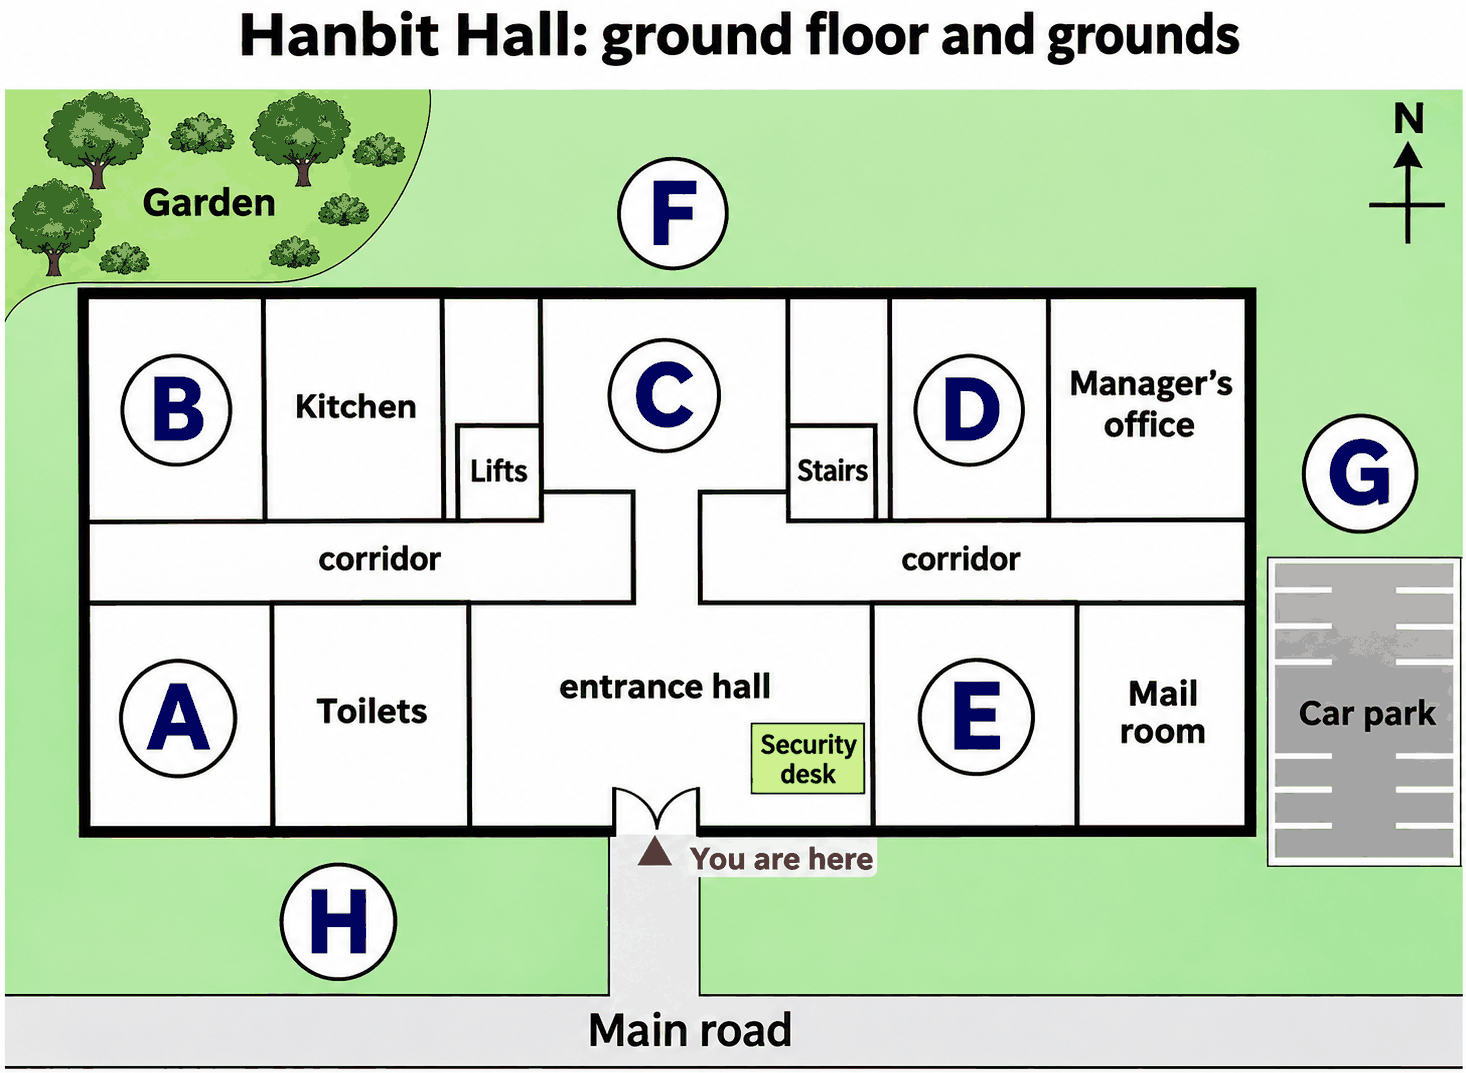 Hanbit Hall: ground floor and grounds
N
Garden
F
B
Kitchen
Lifts
C
Stairs
D
Manager's
office
G
corridor
corridor
A
Toilets
entrance hall
Security
desk
E
Mail
room
Car park
You are here
H
Main road